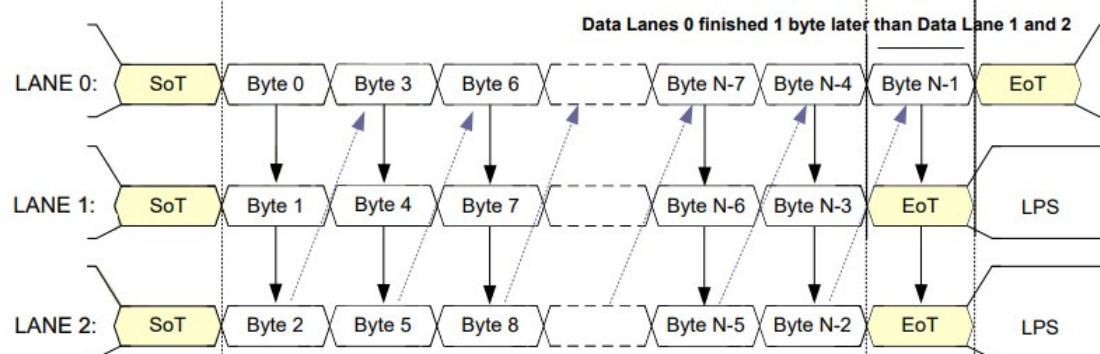 Data Lanes 0 finished 1 byte later than Data Lane 1 and 2
LANE 0: SoT Byte 0 Byte 3 Byte 6 Byte N-7 Byte N-4 Byte N-1 EoT
LANE 1: SoT Byte 1 Byte 4 Byte 7 Byte N-6 Byte N-3 EoT LPS
LANE 2: SoT Byte 2 Byte 5 Byte 8 Byte N-5 Byte N-2 EoT LPS